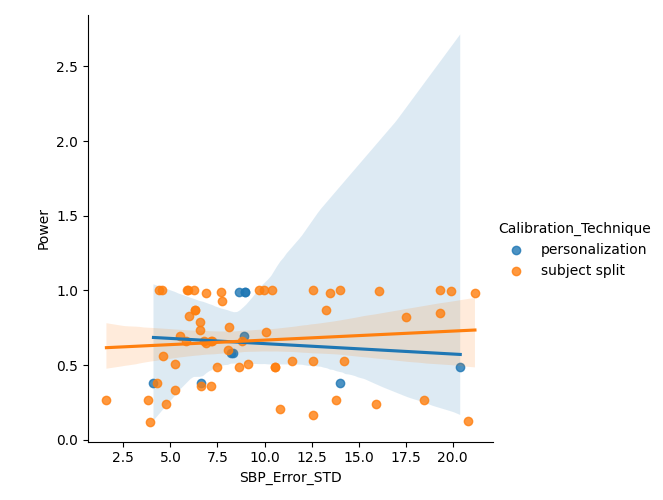 2.5
2.0
1.5
1.0
0.5
0.0
Power
2.5 5.0 7.5 10.0 12.5 15.0 17.5 20.0
SBP_Error_STD
Calibration_Technique
personalization
subject split